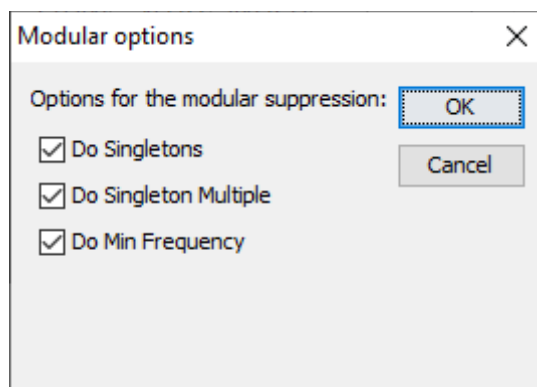 Modular options
Options for the modular suppression:
OK
Do Singletons
Cancel
Do Singleton Multiple
Do Min Frequency